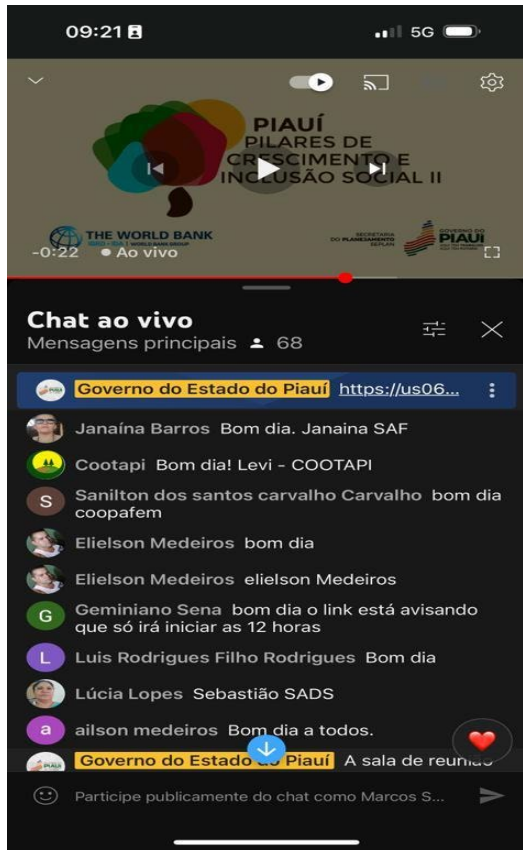 09:21
5G
PIAUÍ
PILARES DE
CRESCIMENTO E
INCLUSÃO SOCIAL II
THE WORLD BANK
IBRD • IDA | WORLD BANK GROUP
SECRETARIA
DO PLANEJAMENTO
SEPLAN
GOVERNO DO
PIAUÍ
-0:22 • Ao vivo
Chat ao vivo
Mensagens principais 68
Governo do Estado do Piauí https://us06...
Janaína Barros Bom dia. Janaina SAF
Cootapi Bom dia! Levi - COOTAPI
S
Sanilton dos santos carvalho Carvalho bom dia
coopafem
Elielson Medeiros bom dia
Elielson Medeiros elielson Medeiros
G
Geminiano Sena bom dia o link está avisando
que só irá iniciar as 12 horas
L
Luis Rodrigues Filho Rodrigues Bom dia
Lúcia Lopes Sebastião SADS
a
ailson medeiros Bom dia a todos.
Governo do Estado do Piauí A sala de reunião
Participe publicamente do chat como Marcos S...